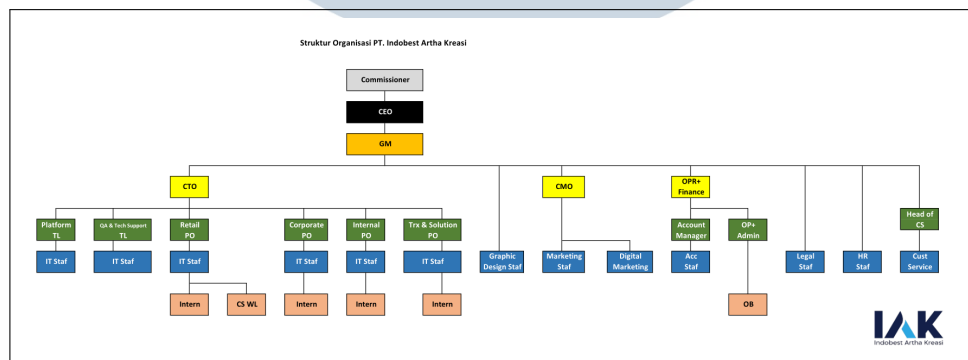 Struktur Organisasi PT. Indobest Artha Kreasi
Commissioner
CEO
GM
CTO
CMO
OPR+
Finance
Platform
TL
QA & Tech Support
TL
Retail
PO
Corporate
PO
Internal
PO
Trx & Solution
PO
Account
Manager
OP+
Admin
Head of
CS
IT Staf
IT Staf
IT Staf
IT Staf
IT Staf
IT Staf
Graphic
Design Staf
Marketing
Staf
Digital
Marketing
Acc
Staf
Legal
Staf
HR
Staf
Cust
Service
Intern
CS WL
Intern
Intern
Intern
OB
IAK
Indobest Artha Kreasi